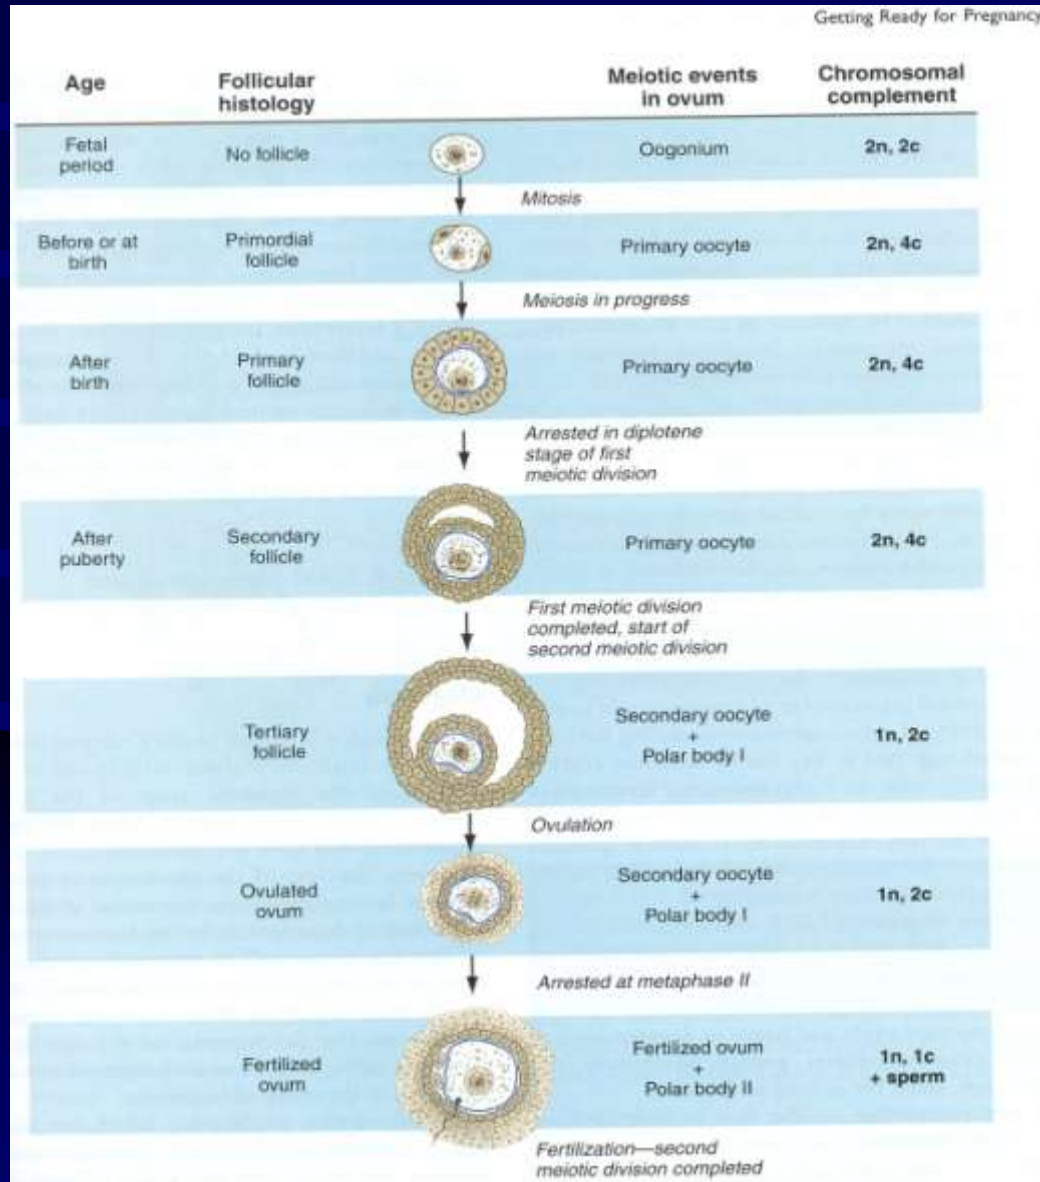 Getting Ready for Pregnancy
Age
Follicular
histology
Meiotic events
in ovum
Chromosomal
complement
Fetal
period
No follicle
Oogonium
2n, 2c
Mitosis
Before or at
birth
Primordial
follicle
Primary oocyte
2n, 4c
Meiosis in progress
After
birth
Primary
follicle
Primary oocyte
2n, 4c
Arrested in diplotene
stage of first
meiotic division
After
puberty
Secondary
follicle
Primary oocyte
2n, 4c
First meiotic division
completed, start of
second meiotic division
Tertiary
follicle
Secondary oocyte
+
Polar body I
1n, 2c
Ovulation
Ovulated
ovum
Secondary oocyte
+
Polar body I
1n, 2c
Arrested at metaphase II
Fertilized
ovum
Fertilized ovum
+
Polar body II
1n, 1c
+ sperm
Fertilization—second
meiotic division completed